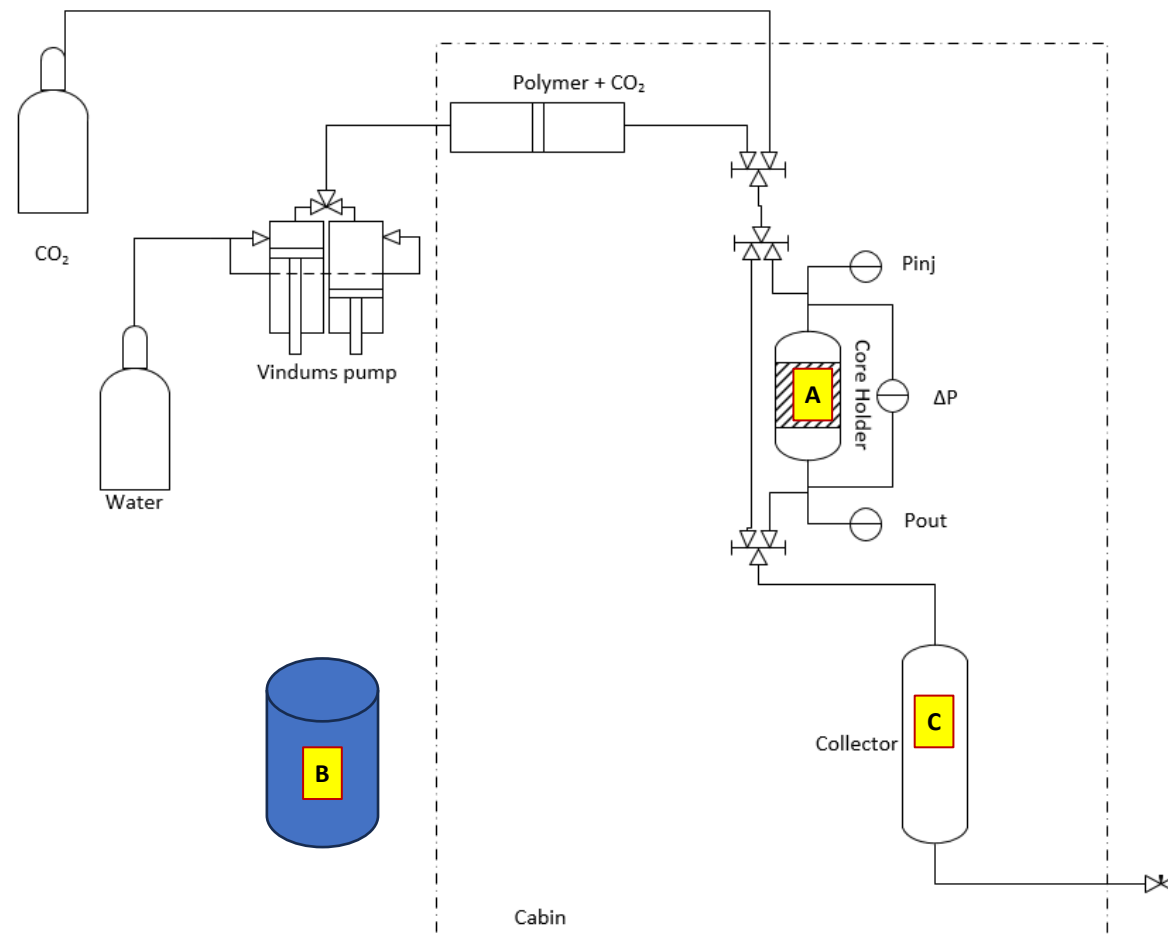 Polymer + CO₂
CO₂
Pinj
Vindums pump
A
Core Holder
ΔP
Water
Pout
B
C
Collector
Cabin